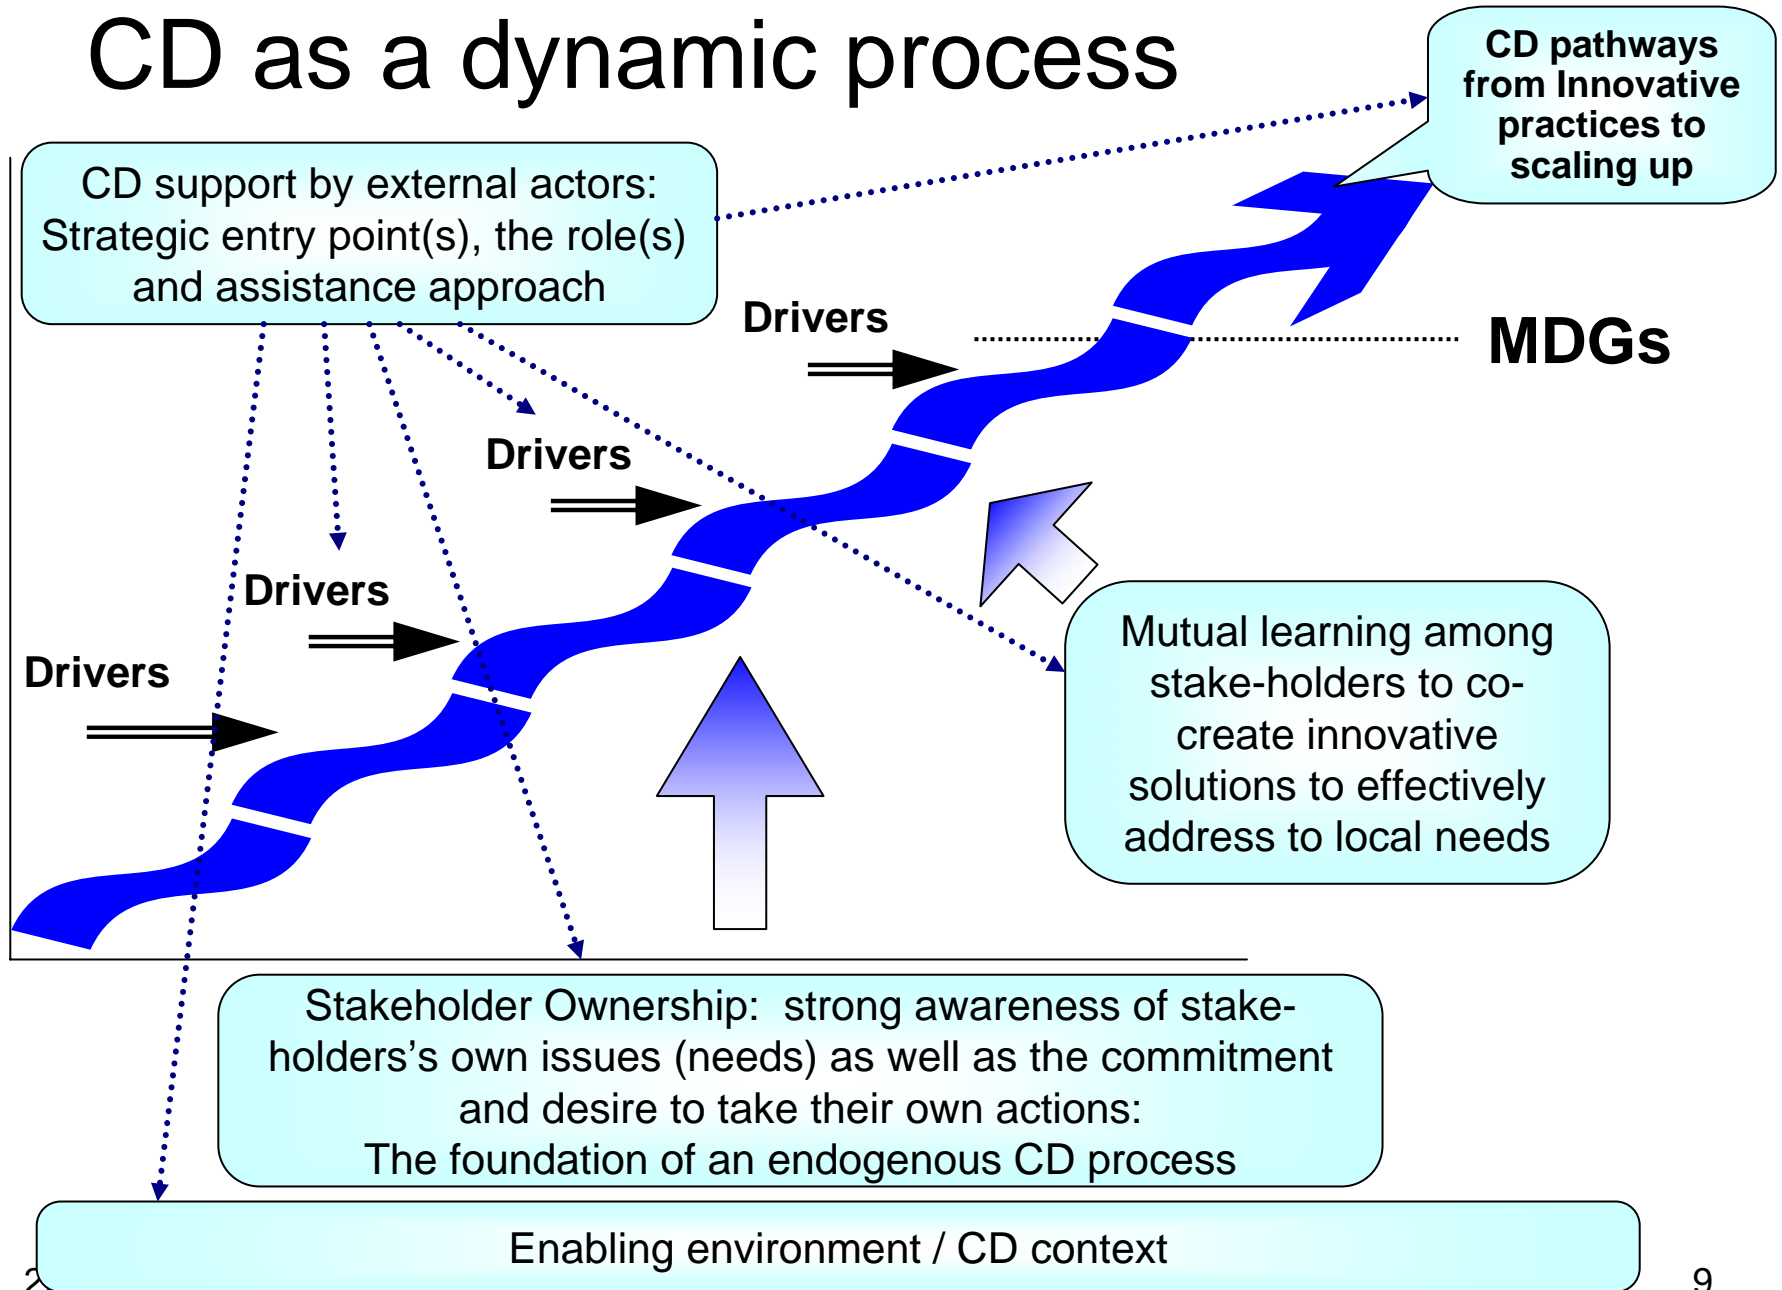 CD as a dynamic process
CD pathways
from Innovative
practices to
scaling up
CD support by external actors:
Strategic entry point(s), the role(s)
and assistance approach
Drivers
MDGs
Drivers
Drivers
Drivers
Mutual learning among
stake-holders to co-
create innovative
solutions to effectively
address to local needs
Stakeholder Ownership:  strong awareness of stake-
holders's own issues (needs) as well as the commitment
and desire to take their own actions:
The foundation of an endogenous CD process
Enabling environment / CD context
9